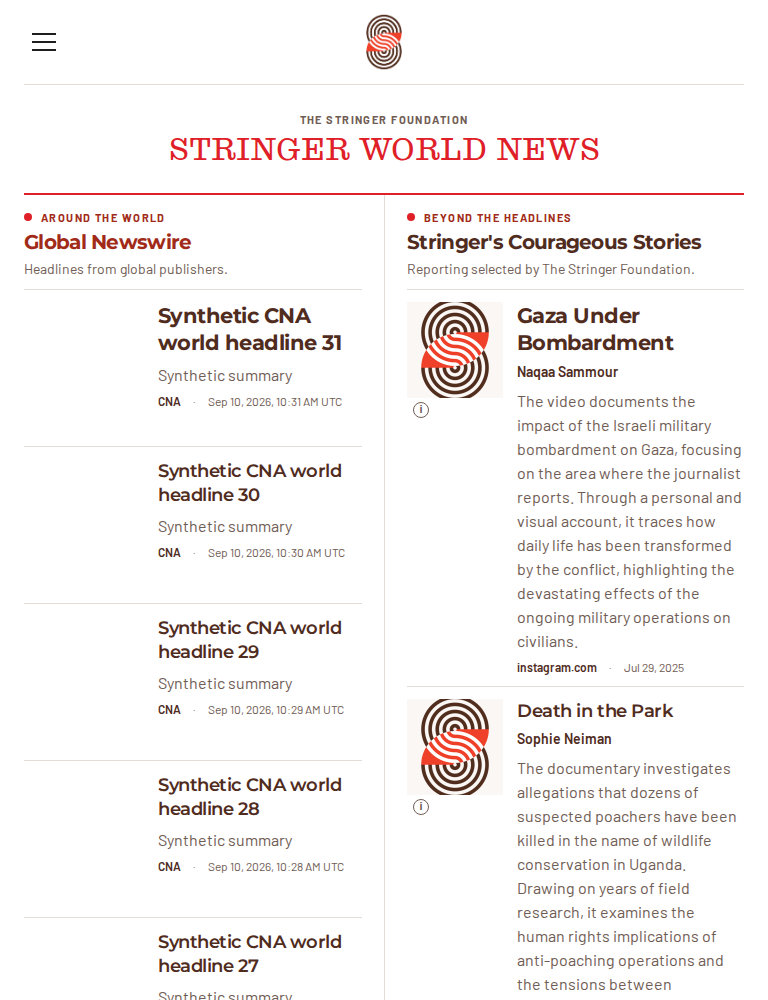 THE STRINGER FOUNDATION
STRINGER WORLD NEWS
AROUND THE WORLD
Global Newswire
Headlines from global publishers.
Synthetic CNA
world headline 31
Synthetic summary
CNA · Sep 10, 2026, 10:31 AM UTC
Synthetic CNA world
headline 30
Synthetic summary
CNA · Sep 10, 2026, 10:30 AM UTC
Synthetic CNA world
headline 29
Synthetic summary
CNA · Sep 10, 2026, 10:29 AM UTC
Synthetic CNA world
headline 28
Synthetic summary
CNA · Sep 10, 2026, 10:28 AM UTC
Synthetic CNA world
headline 27
Synthetic summary
BEYOND THE HEADLINES
Stringer's Courageous Stories
Reporting selected by The Stringer Foundation.
Gaza Under
Bombardment
Naqaa Sammour
The video documents the
impact of the Israeli military
bombardment on Gaza, focusing
on the area where the journalist
reports. Through a personal and
visual account, it traces how
daily life has been transformed
by the conflict, highlighting the
devastating effects of the
ongoing military operations on
civilians.
instagram.com · Jul 29, 2025
i
Death in the Park
Sophie Neiman
The documentary investigates
allegations that dozens of
suspected poachers have been
killed in the name of wildlife
conservation in Uganda.
Drawing on years of field
research, it examines the
human rights implications of
anti-poaching operations and
the tensions between
i